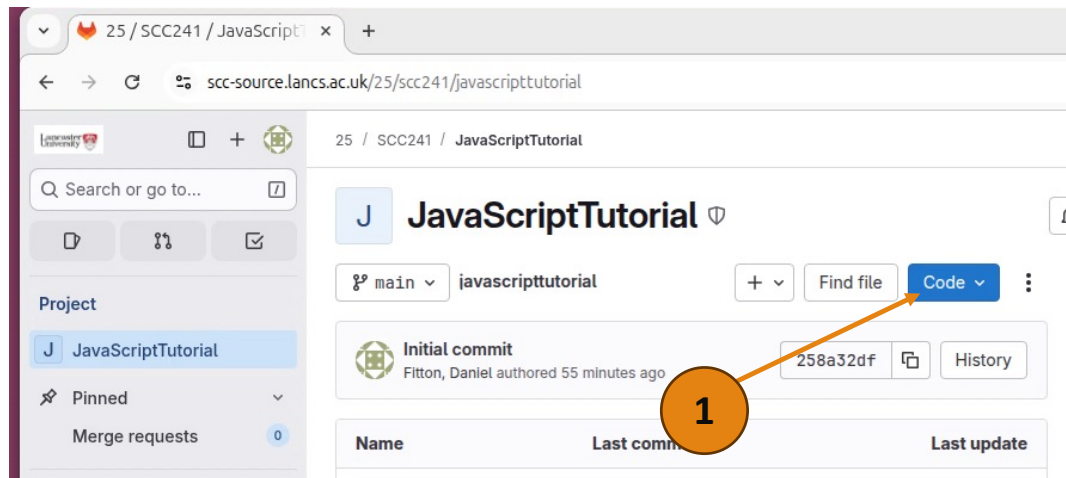 25 / SCC241 / JavaScript
scc-source.lancs.ac.uk/25/scc241/javascripttutorial
Lancaster University
25 / SCC241 / JavaScriptTutorial
Search or go to...
/
J JavaScriptTutorial
main javascripttutorial
Find file
Code
Project
J JavaScriptTutorial
Initial commit
Fitton, Daniel authored 55 minutes ago
258a32df
History
Pinned
1
Merge requests 0
Name
Last comm
Last update